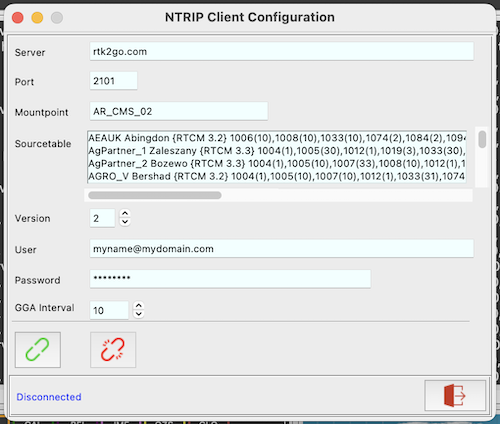 NTRIP Client Configuration
Server rtk2go.com
Port 2101
Mountpoint AR_CMS_02
Sourcetable
AEAUK Abingdon {RTCM 3.2} 1006(10),1008(10),1033(10),1074(2),1084(2),1094
AgPartner_1 Zaleszany {RTCM 3.3} 1004(1),1005(30),1012(1),1019(3),1033(30),
AgPartner_2 Bozewo {RTCM 3.3} 1004(1),1005(10),1007(33),1008(10),1012(1),1
AGRO_V Bershad {RTCM 3.2} 1004(1),1005(10),1007(10),1012(1),1033(31),1074
Version 2
User myname@mydomain.com
Password ••••••••
GGA Interval 10
Disconnected